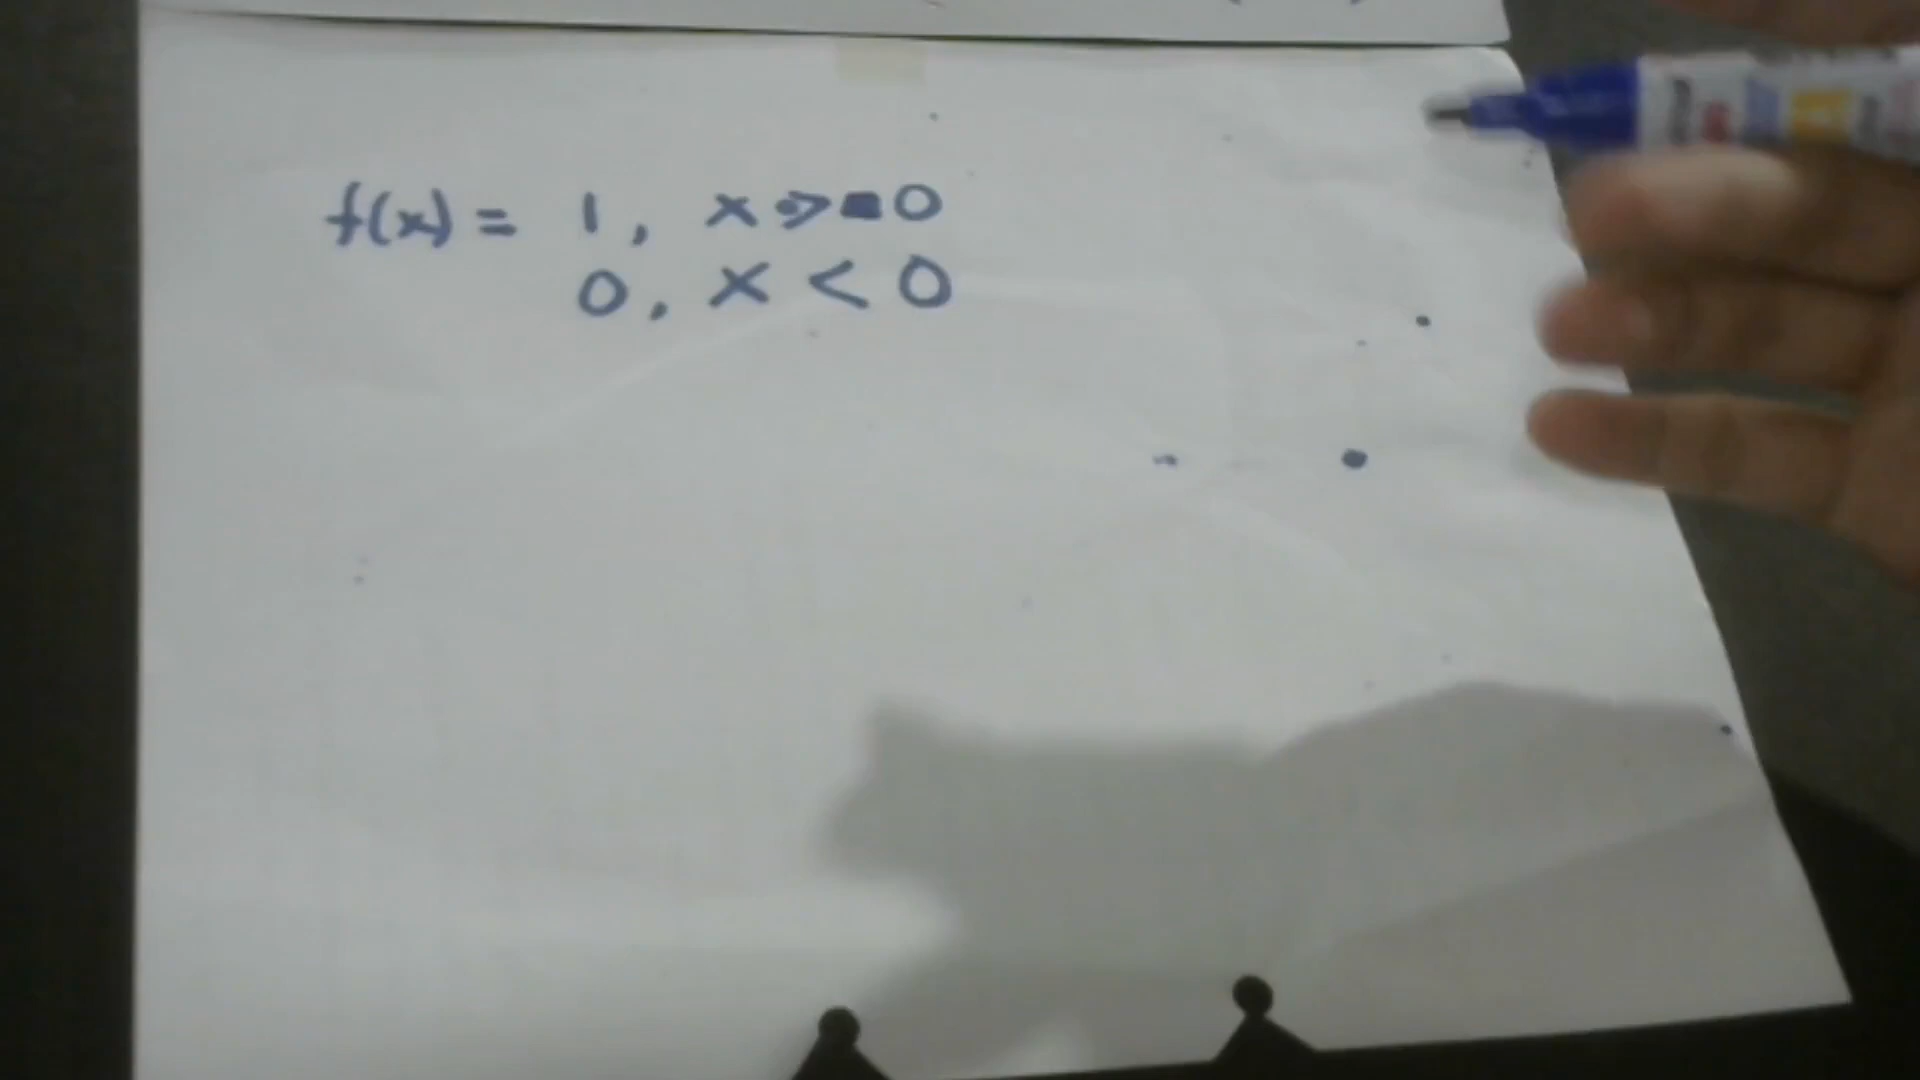 f(x) = 1, x > 0
0, x < 0